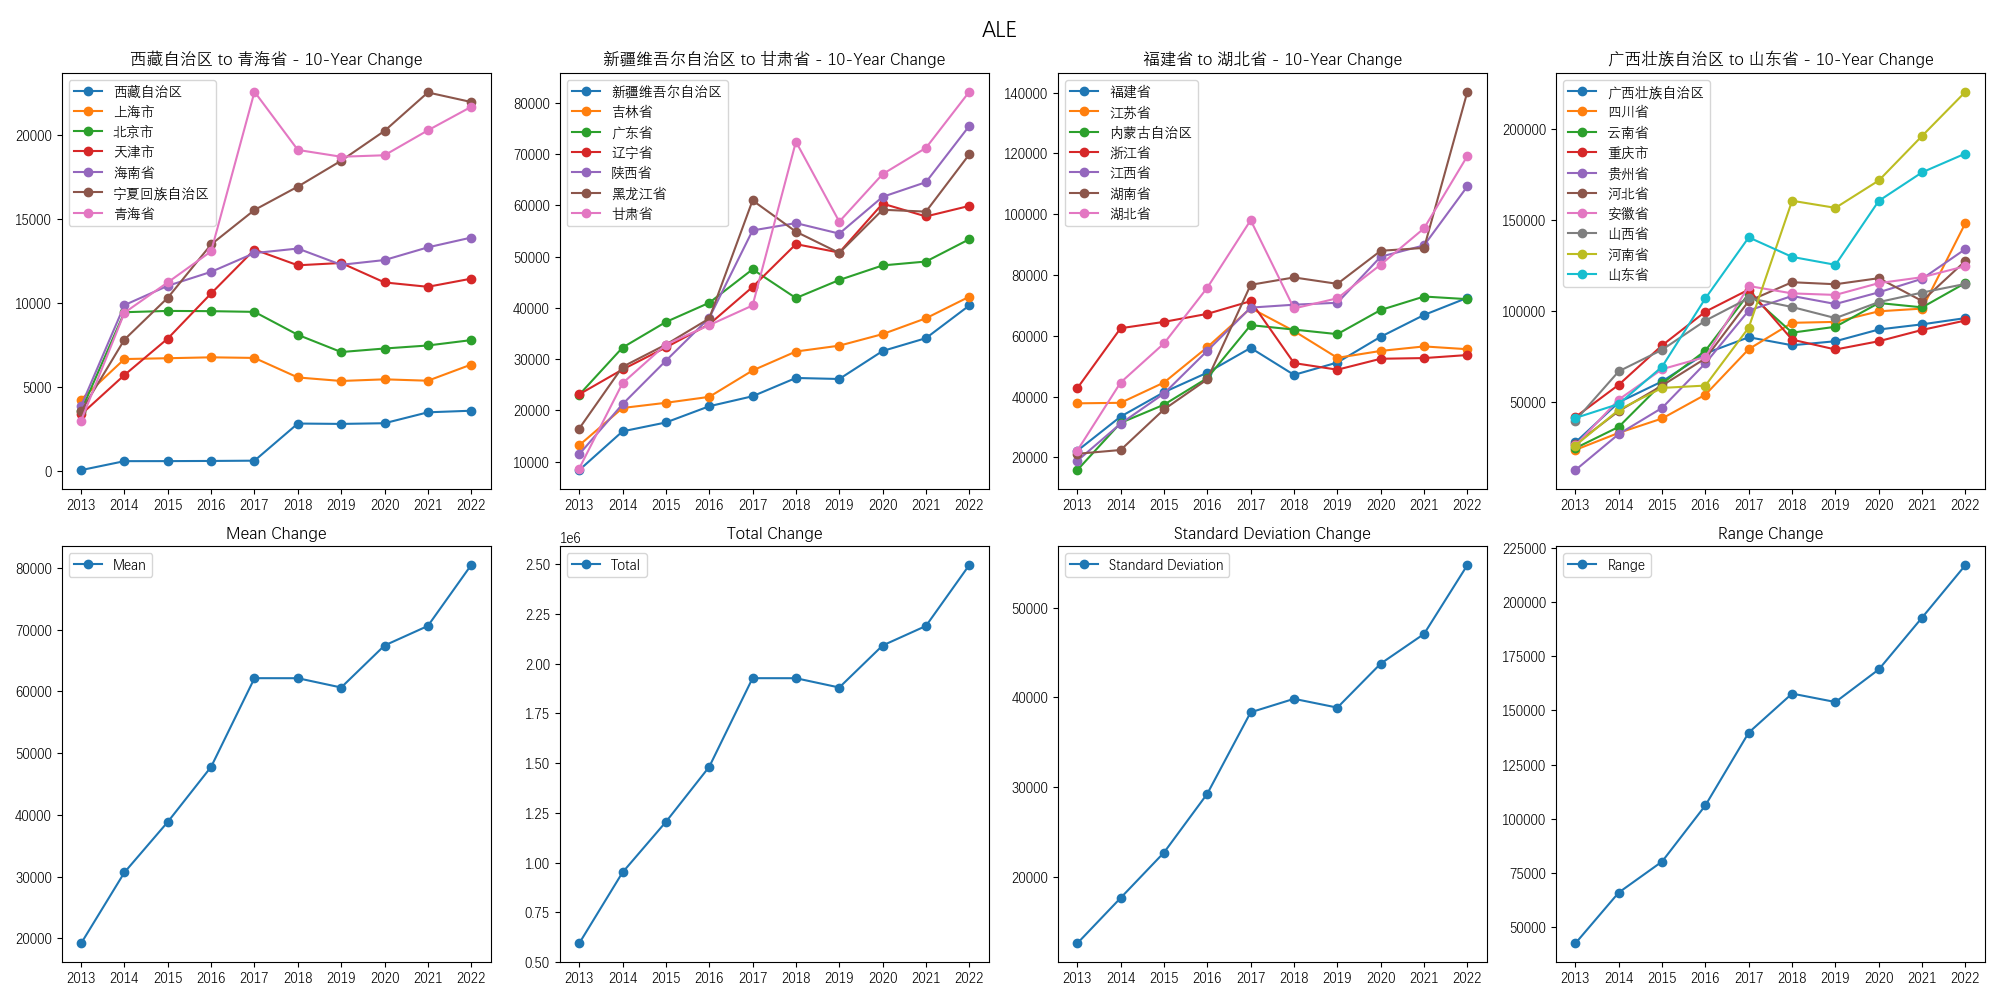 ALE
西藏自治区 to 青海省 - 10-Year Change
西藏自治区
上海市
北京市
天津市
海南省
宁夏回族自治区
青海省
20000
15000
10000
5000
0
2013 2014 2015 2016 2017 2018 2019 2020 2021 2022
新疆维吾尔自治区 to 甘肃省 - 10-Year Change
新疆维吾尔自治区
吉林省
广东省
辽宁省
陕西省
黑龙江省
甘肃省
80000
70000
60000
50000
40000
30000
20000
10000
2013 2014 2015 2016 2017 2018 2019 2020 2021 2022
福建省 to 湖北省 - 10-Year Change
福建省
江苏省
内蒙古自治区
浙江省
江西省
湖南省
湖北省
140000
120000
100000
80000
60000
40000
20000
2013 2014 2015 2016 2017 2018 2019 2020 2021 2022
广西壮族自治区 to 山东省 - 10-Year Change
广西壮族自治区
四川省
云南省
重庆市
贵州省
河北省
安徽省
山西省
河南省
山东省
200000
150000
100000
50000
2013 2014 2015 2016 2017 2018 2019 2020 2021 2022
Mean Change
Mean
80000
70000
60000
50000
40000
30000
20000
2013 2014 2015 2016 2017 2018 2019 2020 2021 2022
Total Change
1e6
Total
2.50
2.25
2.00
1.75
1.50
1.25
1.00
0.75
0.50
2013 2014 2015 2016 2017 2018 2019 2020 2021 2022
Standard Deviation Change
Standard Deviation
50000
40000
30000
20000
2013 2014 2015 2016 2017 2018 2019 2020 2021 2022
Range Change
Range
225000
200000
175000
150000
125000
100000
75000
50000
2013 2014 2015 2016 2017 2018 2019 2020 2021 2022